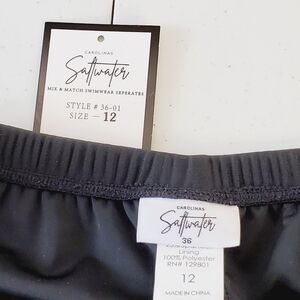 CAROLINAS
Saltwater
MIX & MATCH SWIMWEAR SEPERATES
STYLE # 36-01
SIZE — 12
CAROLINAS
Saltwater
36
Lining
100% Polyester
RN# 129801
12
MADE IN CHINA